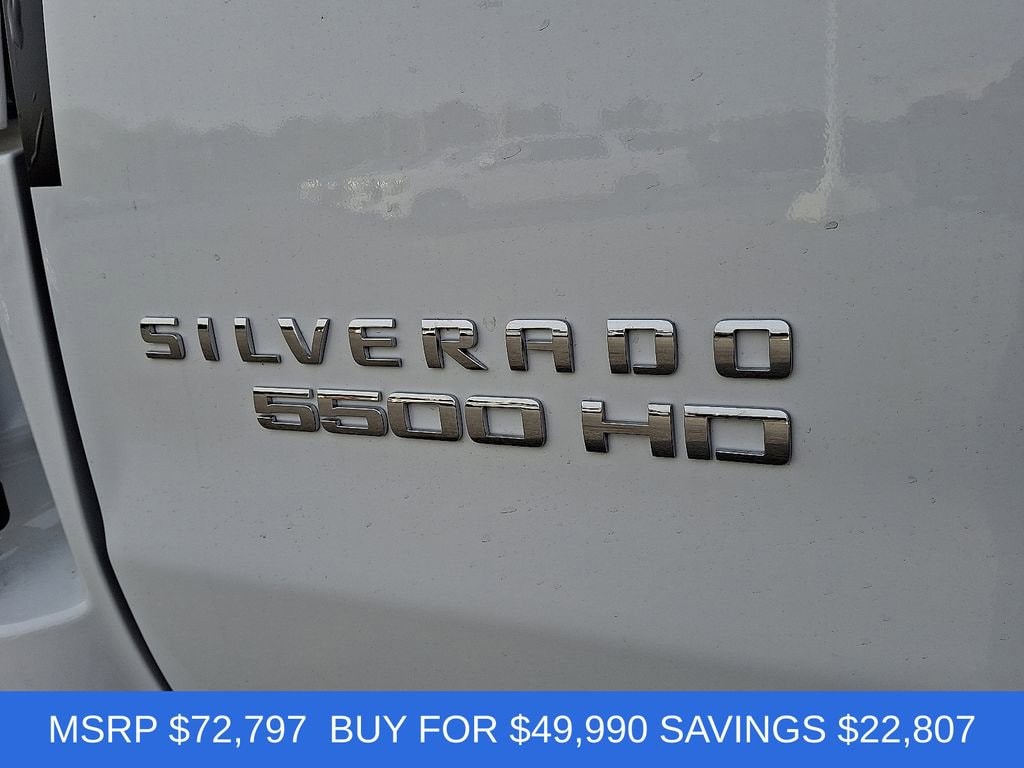 SILVERADO
5500 HD
MSRP $72,797 BUY FOR $49,990 SAVINGS $22,807